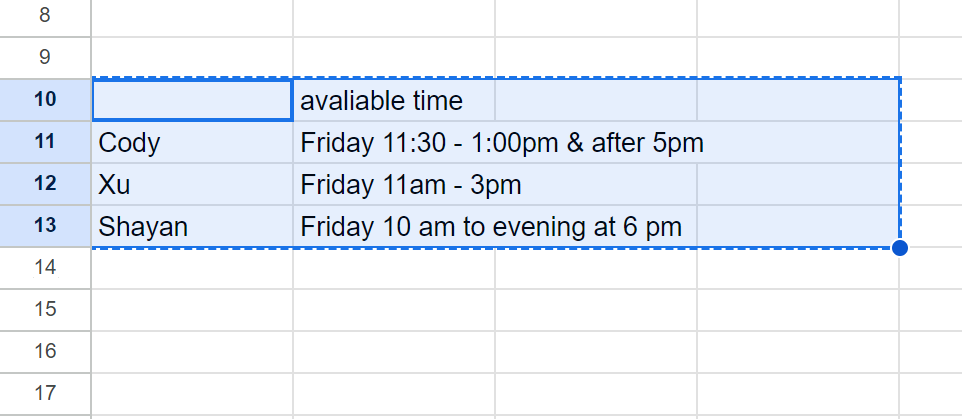 8
9
10 avaliable time
11 Cody Friday 11:30 - 1:00pm & after 5pm
12 Xu Friday 11am - 3pm
13 Shayan Friday 10 am to evening at 6 pm
14
15
16
17